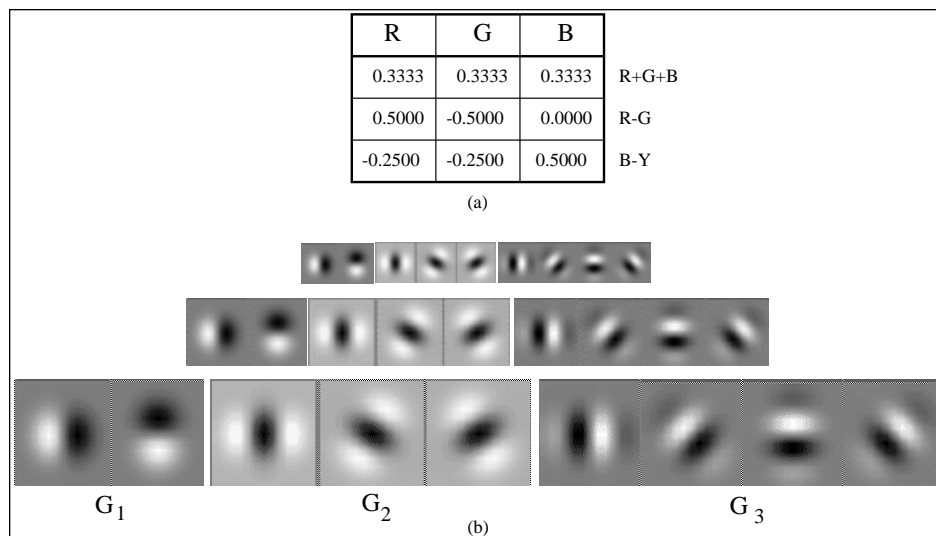 R G B
0.3333 0.3333 0.3333 R+G+B
0.5000 -0.5000 0.0000 R-G
-0.2500 -0.2500 0.5000 B-Y
(a)
G1 G2 G3
(b)